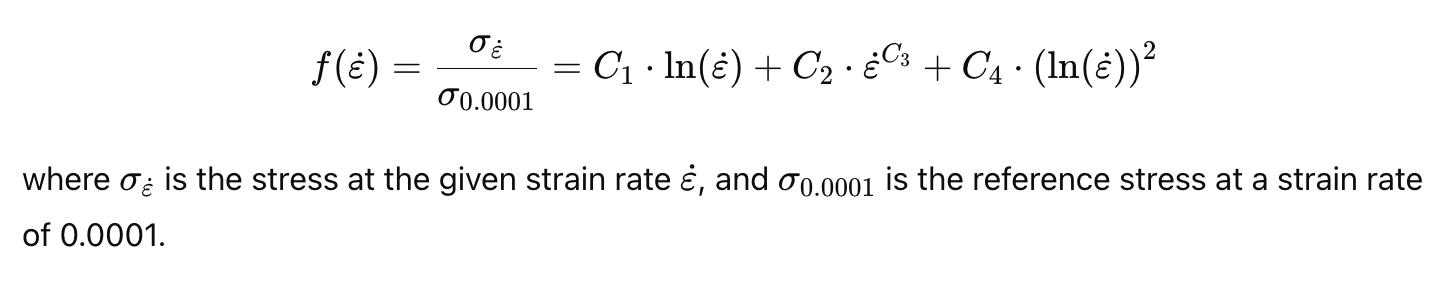 f(ε̇) = σ_ε̇ / σ_0.0001 = C₁ · ln(ε̇) + C₂ · ε̇^C₃ + C₄ · (ln(ε̇))²
where σ_ε̇ is the stress at the given strain rate ε̇, and σ_0.0001 is the reference stress at a strain rate
of 0.0001.